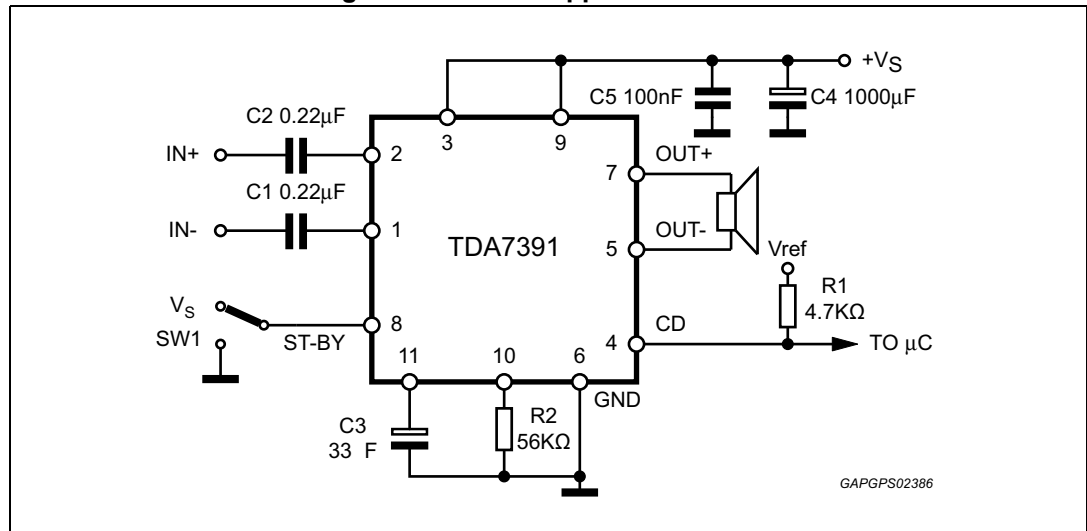 +VS
C5 100nF
C4 1000μF
C2 0.22μF
3
9
IN+
2
OUT+
7
C1 0.22μF
IN-
1
TDA7391
OUT-
5
Vref
VS
R1
4.7KΩ
SW1
ST-BY
8
CD
4
TO μC
11
10
6
GND
C3
33 F
R2
56KΩ
GAPGPS02386